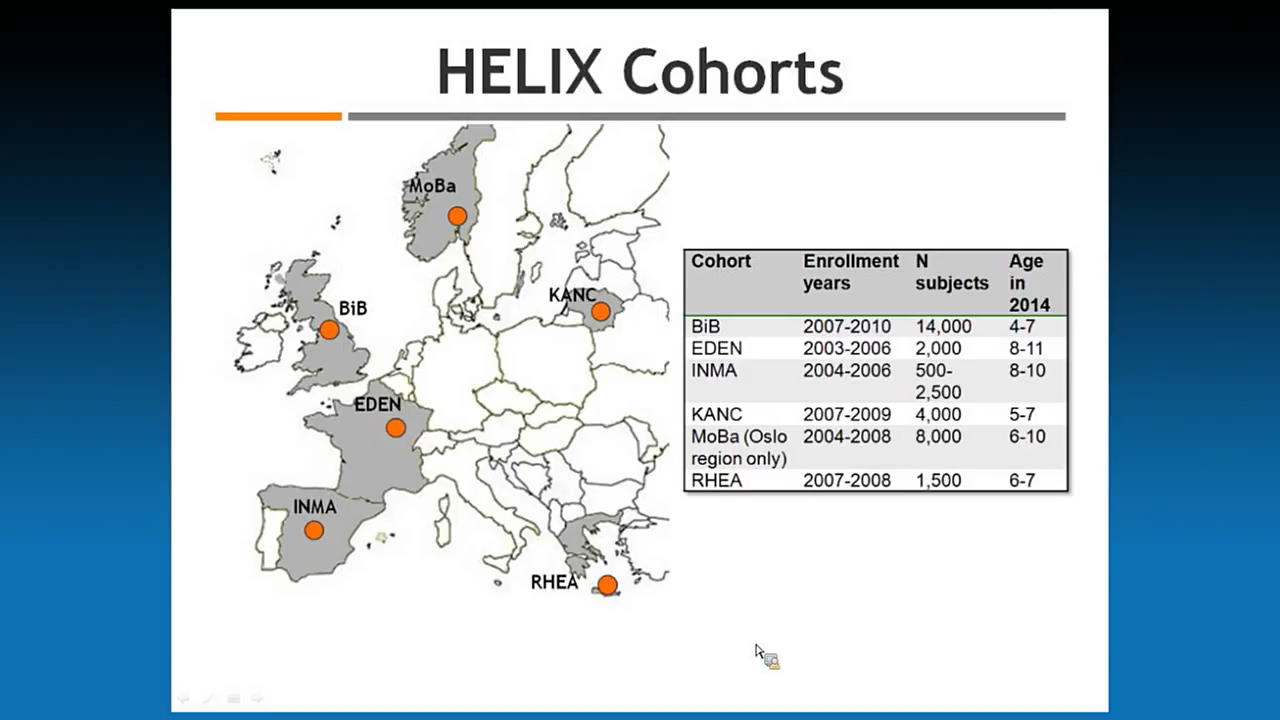 HELIX Cohorts
MoBa
BiB
KANC
EDEN
INMA
RHEA
Cohort Enrollment years N subjects Age in 2014
BiB 2007-2010 14,000 4-7
EDEN 2003-2006 2,000 8-11
INMA 2004-2006 500-2,500 8-10
KANC 2007-2009 4,000 5-7
MoBa (Oslo region only) 2004-2008 8,000 6-10
RHEA 2007-2008 1,500 6-7